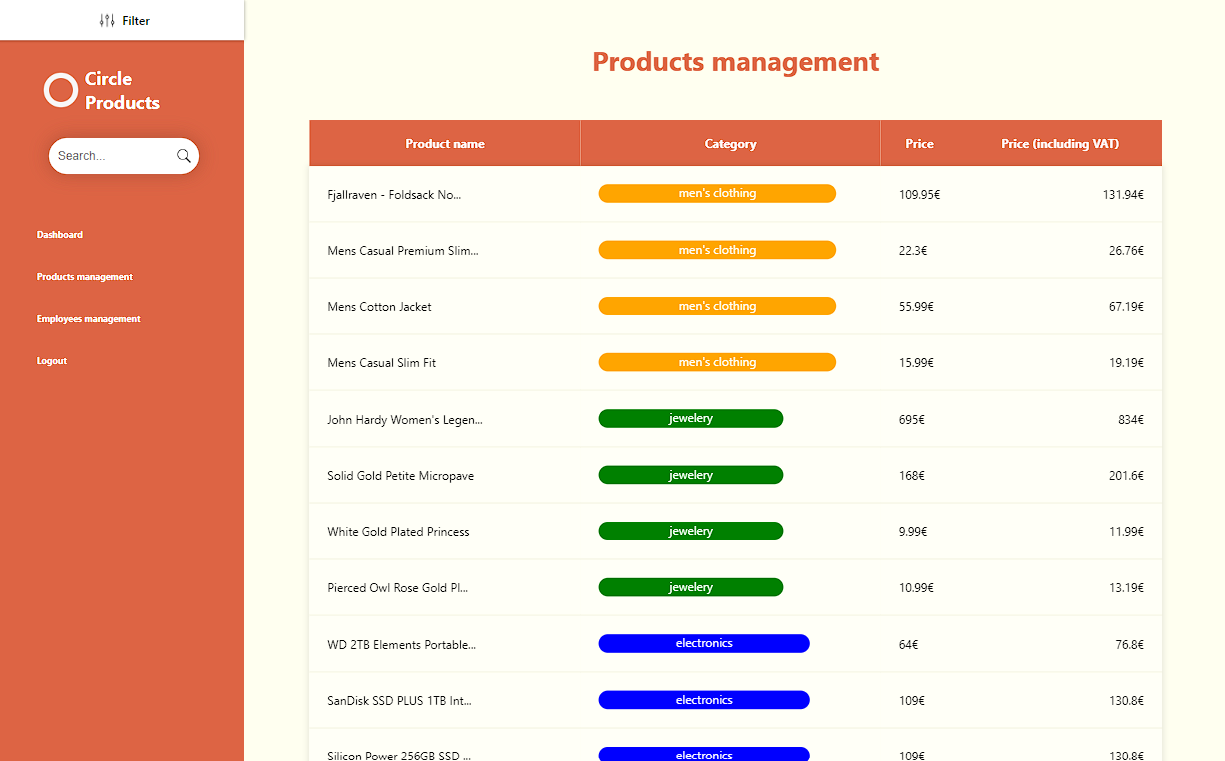 Filter
Circle
Products
Search...
Dashboard
Products management
Employees management
Logout
Products management
Product name Category Price Price (including VAT)
Fjallraven - Foldsack No... men's clothing 109.95€ 131.94€
Mens Casual Premium Slim... men's clothing 22.3€ 26.76€
Mens Cotton Jacket men's clothing 55.99€ 67.19€
Mens Casual Slim Fit men's clothing 15.99€ 19.19€
John Hardy Women's Legen... jewelery 695€ 834€
Solid Gold Petite Micropave jewelery 168€ 201.6€
White Gold Plated Princess jewelery 9.99€ 11.99€
Pierced Owl Rose Gold Pl... jewelery 10.99€ 13.19€
WD 2TB Elements Portable... electronics 64€ 76.8€
SanDisk SSD PLUS 1TB Int... electronics 109€ 130.8€
Silicon Power 256GB SSD ... electronics 109€ 130.8€